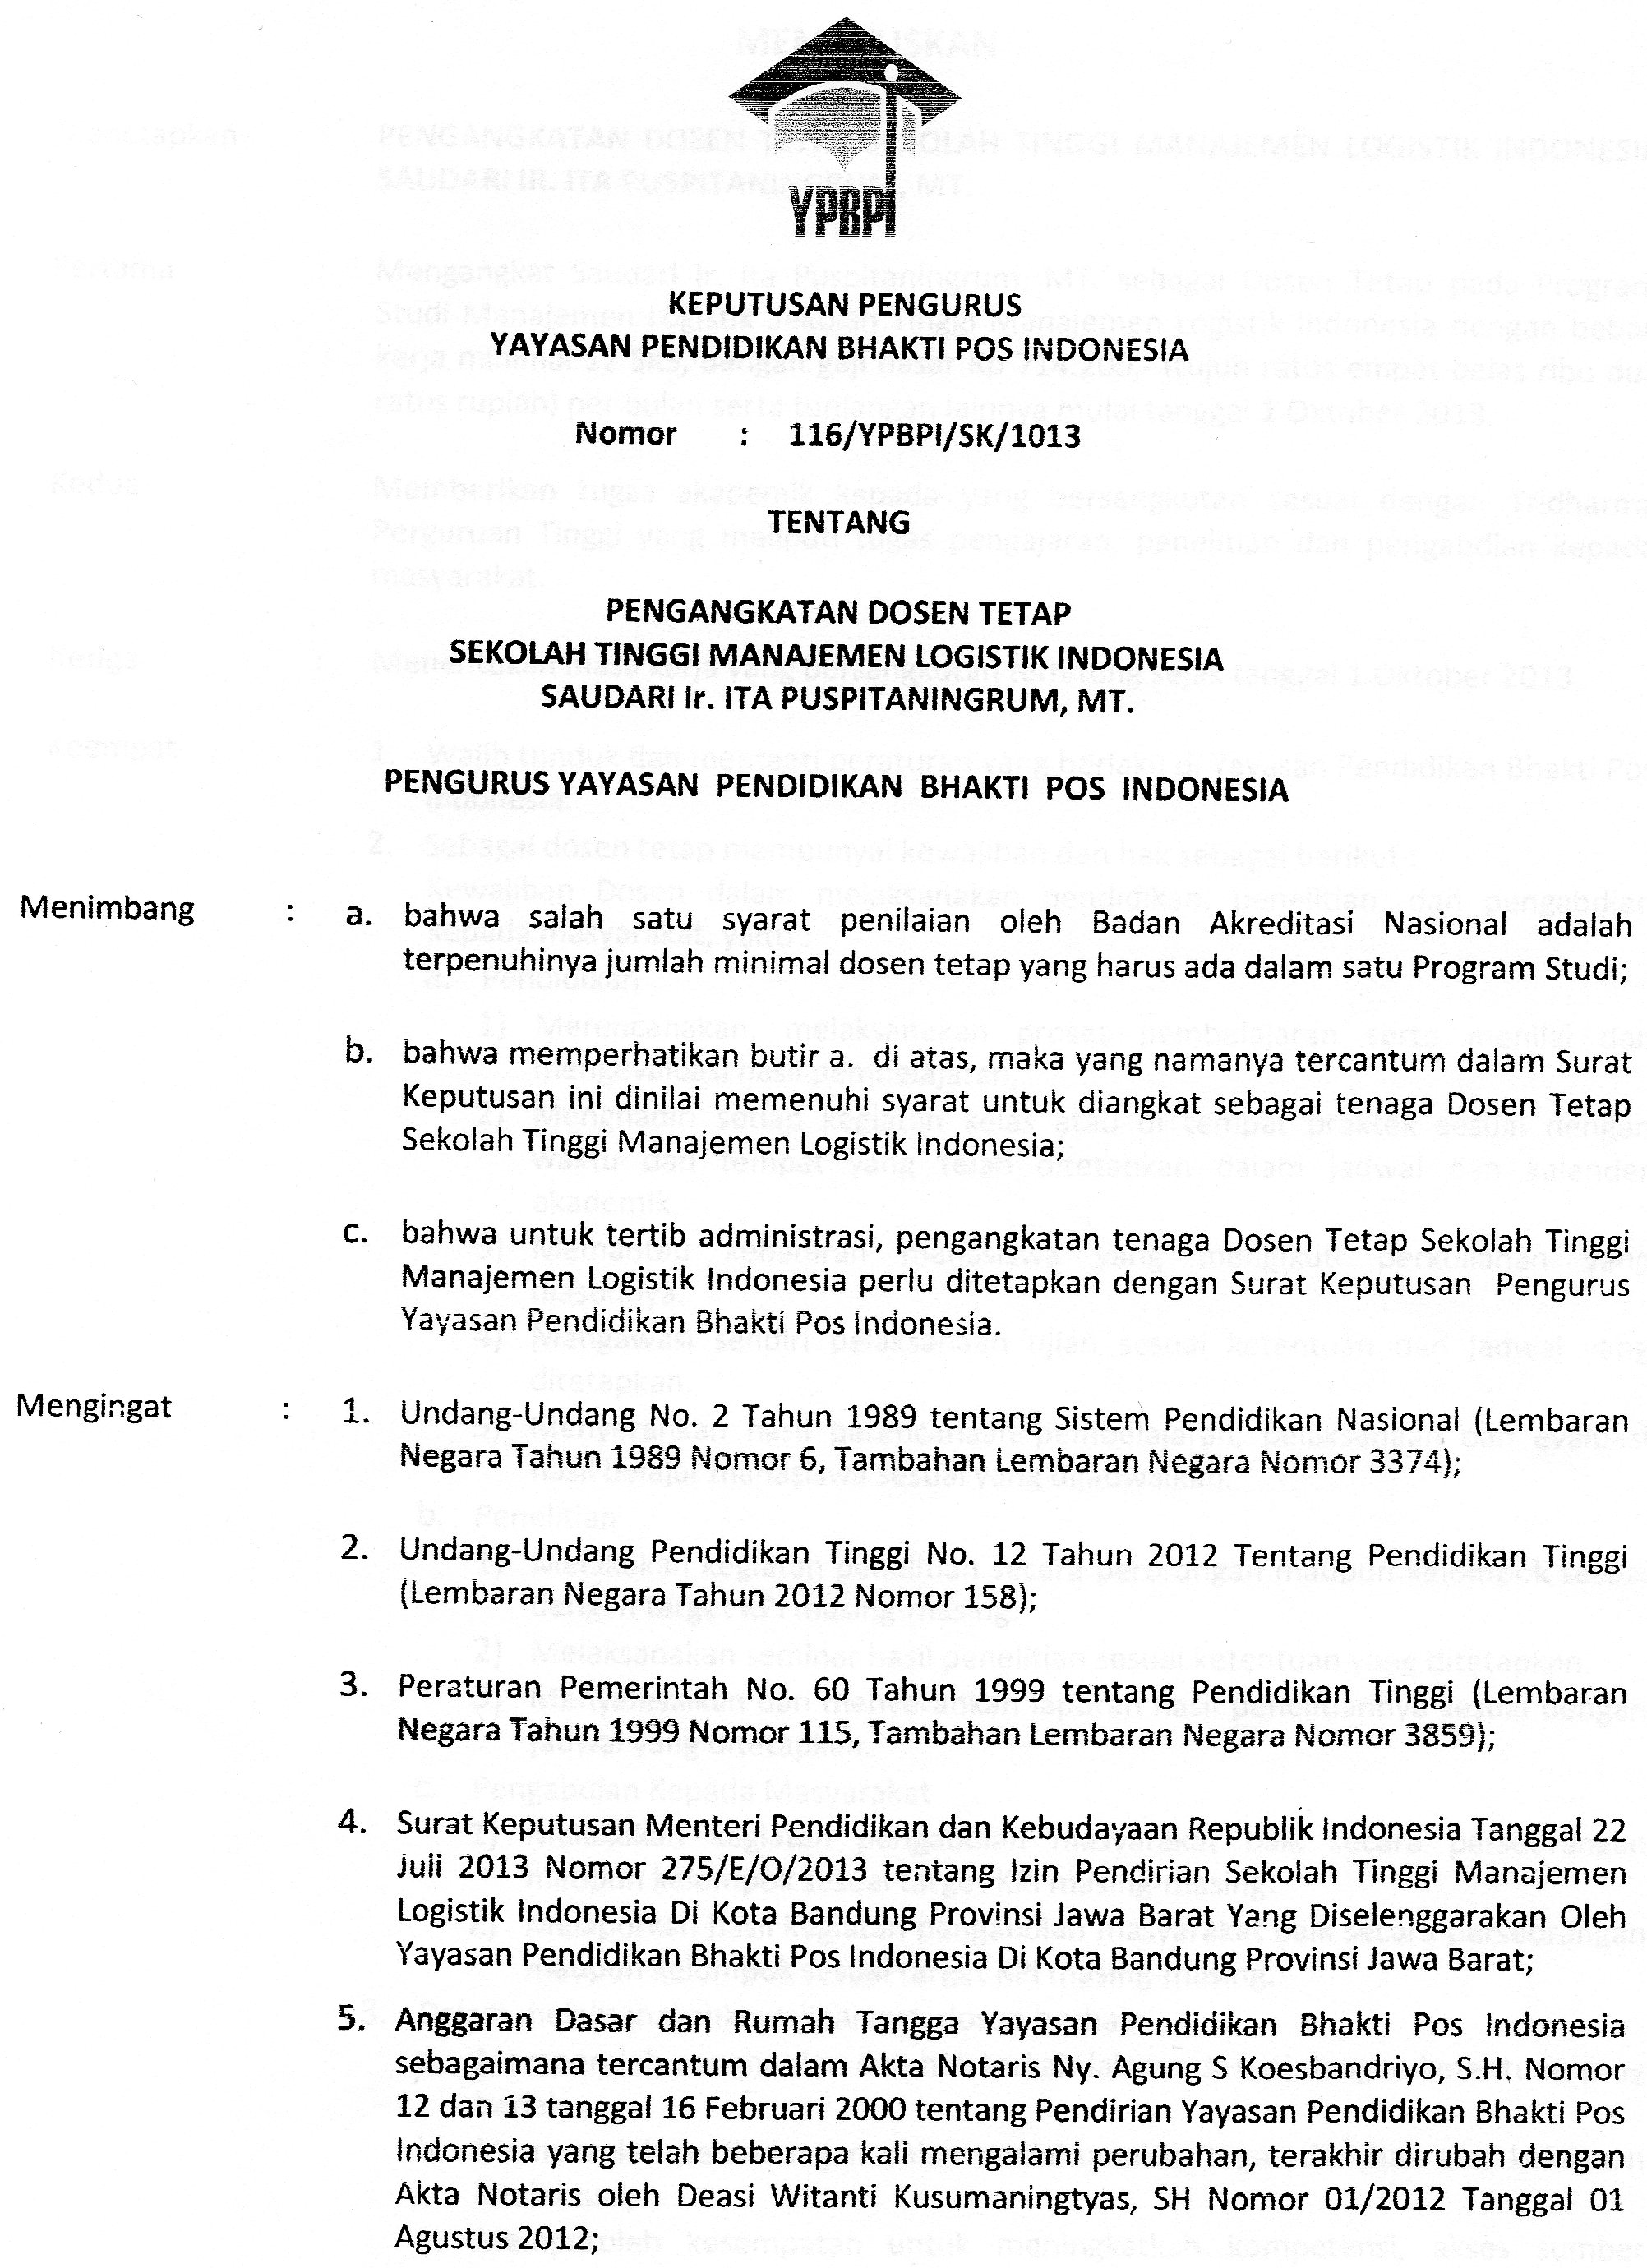 YPBPI
KEPUTUSAN PENGURUS
YAYASAN PENDIDIKAN BHAKTI POS INDONESIA
Nomor : 116/YPBPI/SK/1013
TENTANG
PENGANGKATAN DOSEN TETAP
SEKOLAH TINGGI MANAJEMEN LOGISTIK INDONESIA
SAUDARI Ir. ITA PUSPITANINGRUM, MT.
PENGURUS YAYASAN PENDIDIKAN BHAKTI POS INDONESIA
Menimbang : a. bahwa salah satu syarat penilaian oleh Badan Akreditasi Nasional adalah
terpenuhinya jumlah minimal dosen tetap yang harus ada dalam satu Program Studi;
b. bahwa memperhatikan butir a. di atas, maka yang namanya tercantum dalam Surat
Keputusan ini dinilai memenuhi syarat untuk diangkat sebagai tenaga Dosen Tetap
Sekolah Tinggi Manajemen Logistik Indonesia;
c. bahwa untuk tertib administrasi, pengangkatan tenaga Dosen Tetap Sekolah Tinggi
Manajemen Logistik Indonesia perlu ditetapkan dengan Surat Keputusan Pengurus
Yayasan Pendidikan Bhakti Pos Indonesia.
Mengingat : 1. Undang-Undang No. 2 Tahun 1989 tentang Sistem Pendidikan Nasional (Lembaran
Negara Tahun 1989 Nomor 6, Tambahan Lembaran Negara Nomor 3374);
2. Undang-Undang Pendidikan Tinggi No. 12 Tahun 2012 Tentang Pendidikan Tinggi
(Lembaran Negara Tahun 2012 Nomor 158);
3. Peraturan Pemerintah No. 60 Tahun 1999 tentang Pendidikan Tinggi (Lembaran
Negara Tahun 1999 Nomor 115, Tambahan Lembaran Negara Nomor 3859);
4. Surat Keputusan Menteri Pendidikan dan Kebudayaan Republik Indonesia Tanggal 22
Juli 2013 Nomor 275/E/O/2013 tentang Izin Pendirian Sekolah Tinggi Manajemen
Logistik Indonesia Di Kota Bandung Provinsi Jawa Barat Yang Diselenggarakan Oleh
Yayasan Pendidikan Bhakti Pos Indonesia Di Kota Bandung Provinsi Jawa Barat;
5. Anggaran Dasar dan Rumah Tangga Yayasan Pendidikan Bhakti Pos Indonesia
sebagaimana tercantum dalam Akta Notaris Ny. Agung S Koesbandriyo, S.H. Nomor
12 dan 13 tanggal 16 Februari 2000 tentang Pendirian Yayasan Pendidikan Bhakti Pos
Indonesia yang telah beberapa kali mengalami perubahan, terakhir dirubah dengan
Akta Notaris oleh Deasi Witanti Kusumaningtyas, SH Nomor 01/2012 Tanggal 01
Agustus 2012;